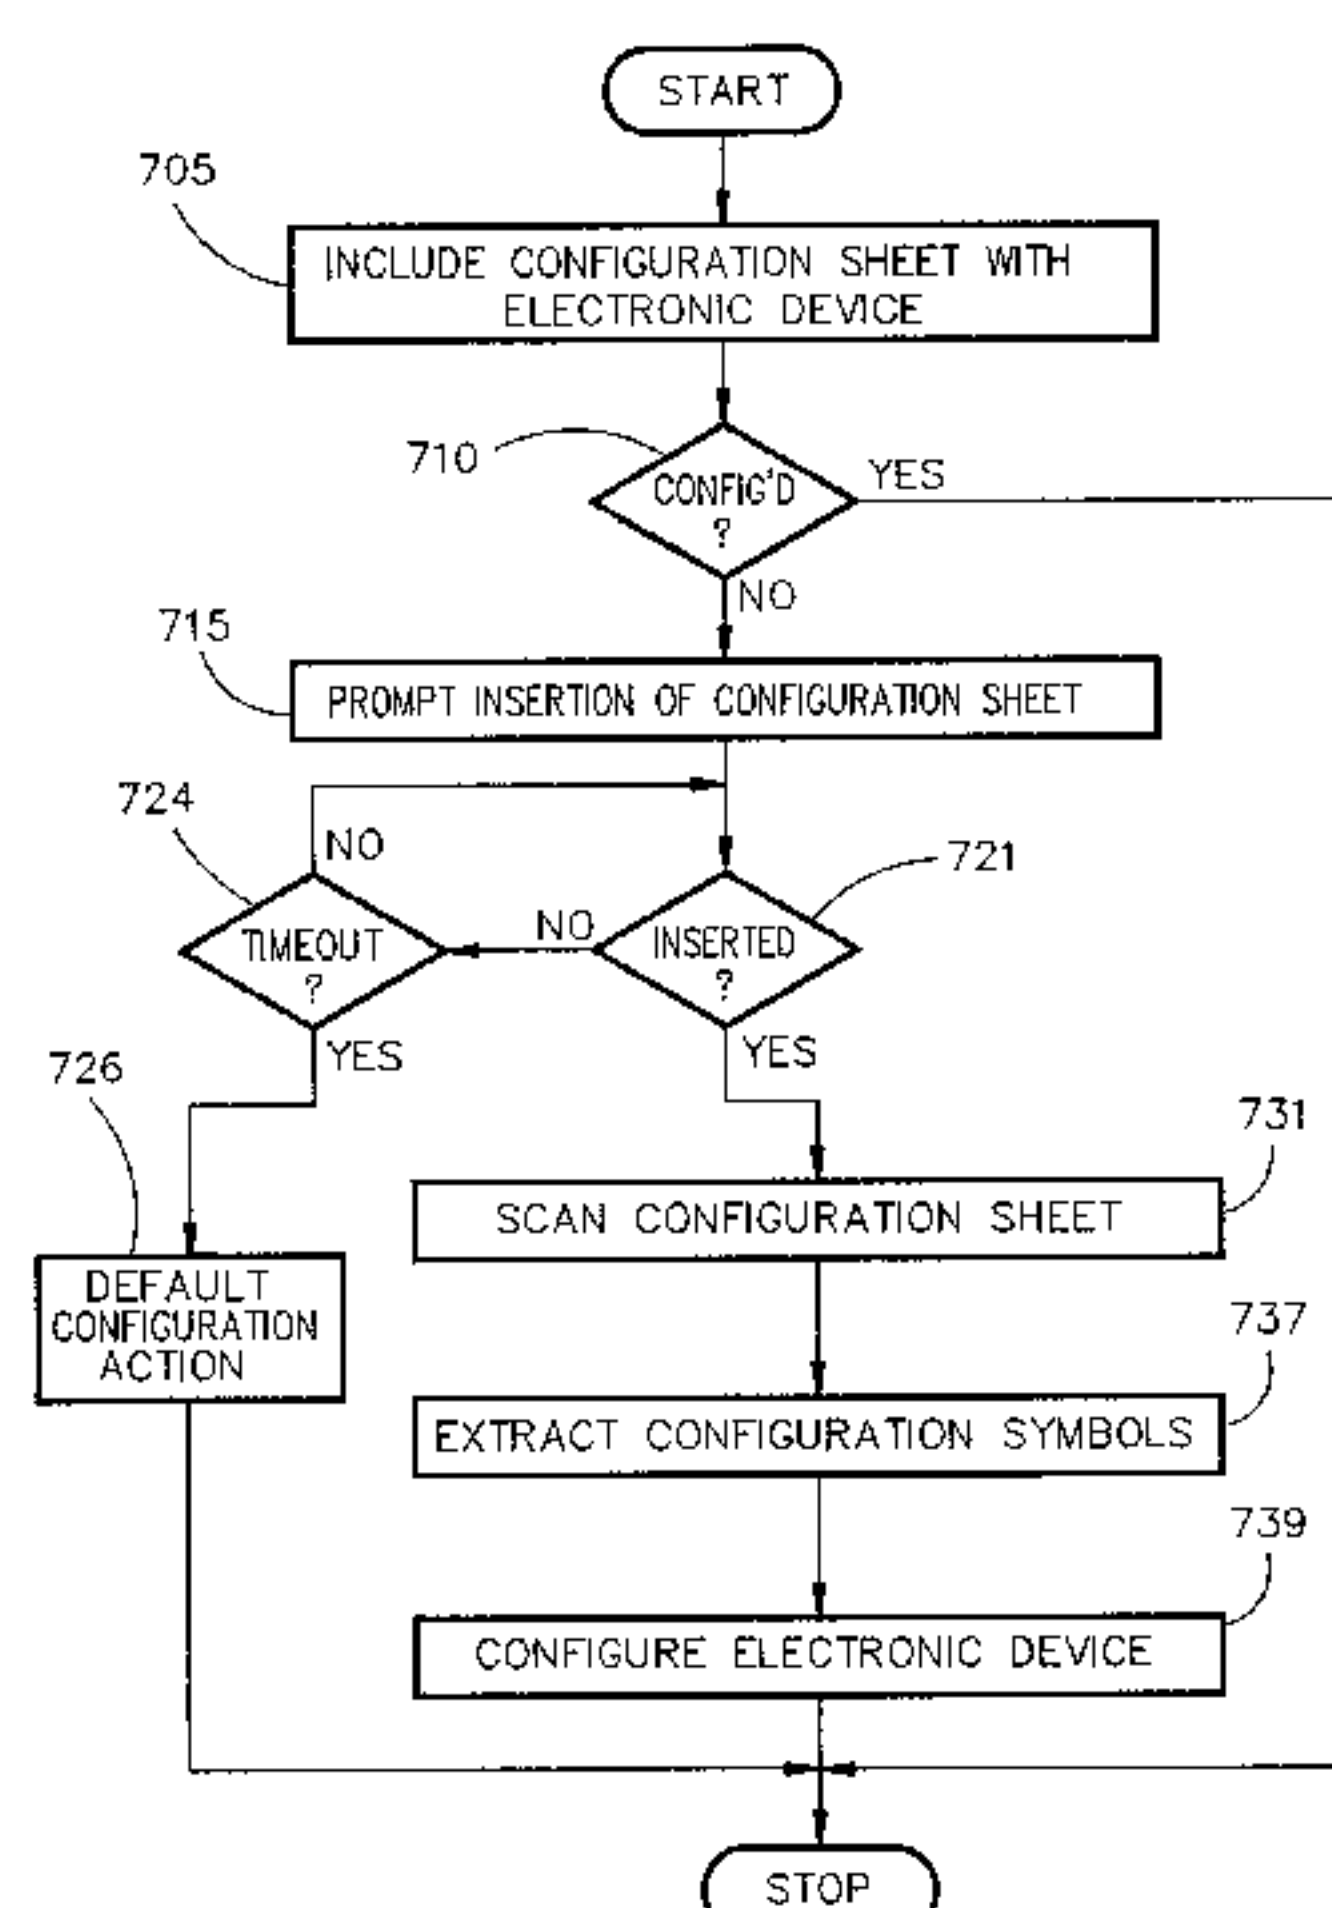 START
705
INCLUDE CONFIGURATION SHEET WITH
ELECTRONIC DEVICE
710
CONFIG'D
?
YES
NO
715
PROMPT INSERTION OF CONFIGURATION SHEET
724
NO
721
TIMEOUT
?
NO
INSERTED
?
YES
YES
726
731
SCAN CONFIGURATION SHEET
DEFAULT
CONFIGURATION
ACTION
737
EXTRACT CONFIGURATION SYMBOLS
739
CONFIGURE ELECTRONIC DEVICE
STOP